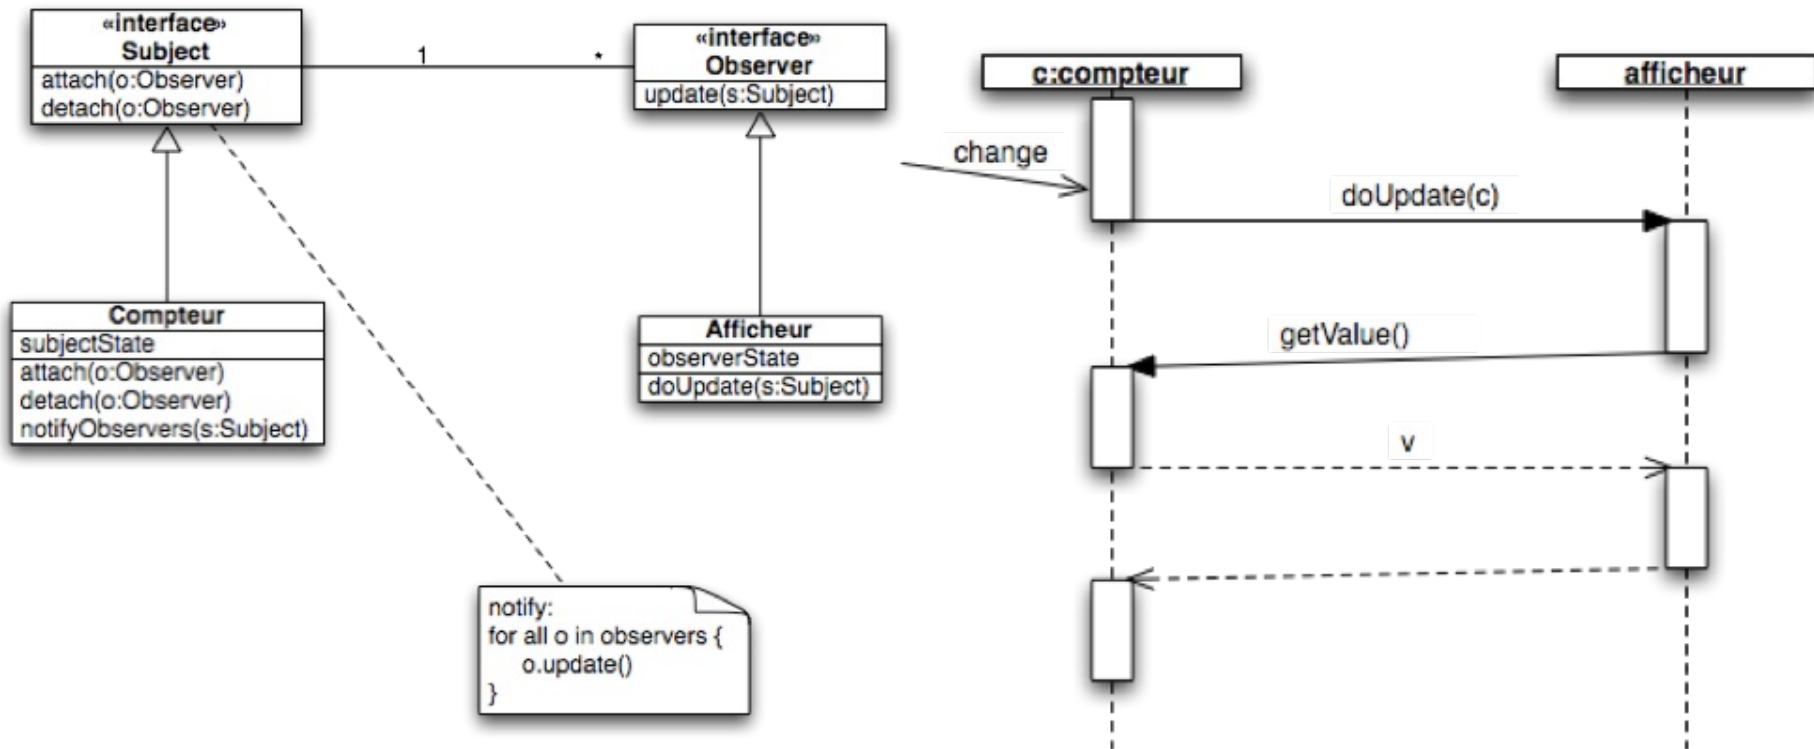 «interface»
Subject
attach(o:Observer)
detach(o:Observer)
1
*
«interface»
Observer
update(s:Subject)
Compteur
subjectState
attach(o:Observer)
detach(o:Observer)
notifyObservers(s:Subject)
Afficheur
observerState
doUpdate(s:Subject)
notify:
for all o in observers {
o.update()
}
c:compteur
afficheur
change
doUpdate(c)
getValue()
v